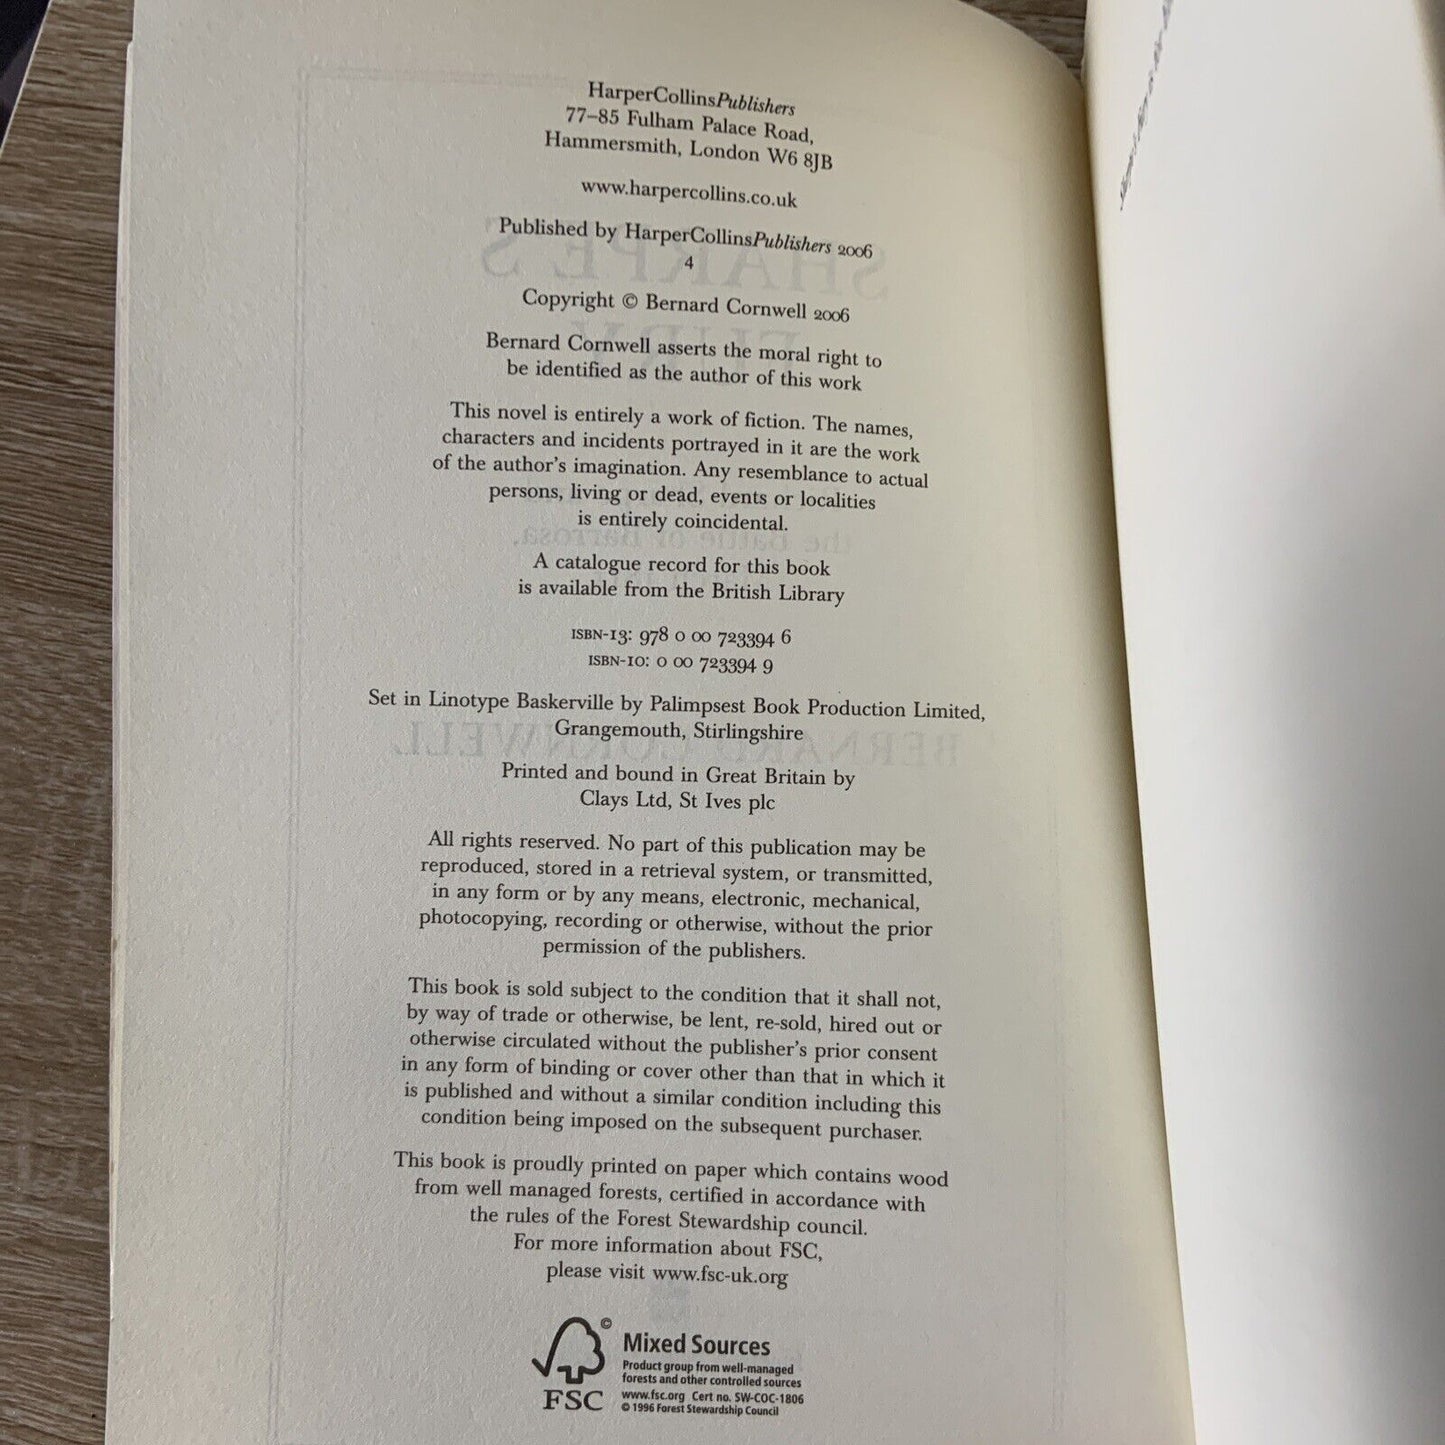 HarperCollinsPublishers
77–85 Fulham Palace Road,
Hammersmith, London W6 8JB
www.harpercollins.co.uk
Published by HarperCollinsPublishers 2006
4
Copyright © Bernard Cornwell 2006
Bernard Cornwell asserts the moral right to
be identified as the author of this work
This novel is entirely a work of fiction. The names,
characters and incidents portrayed in it are the work
of the author's imagination. Any resemblance to actual
persons, living or dead, events or localities
is entirely coincidental.
A catalogue record for this book
is available from the British Library
ISBN-13: 978 0 00 723394 6
ISBN-10: 0 00 723394 9
Set in Linotype Baskerville by Palimpsest Book Production Limited,
Grangemouth, Stirlingshire
Printed and bound in Great Britain by
Clays Ltd, St Ives plc
All rights reserved. No part of this publication may be
reproduced, stored in a retrieval system, or transmitted,
in any form or by any means, electronic, mechanical,
photocopying, recording or otherwise, without the prior
permission of the publishers.
This book is sold subject to the condition that it shall not,
by way of trade or otherwise, be lent, re-sold, hired out or
otherwise circulated without the publisher's prior consent
in any form of binding or cover other than that in which it
is published and without a similar condition including this
condition being imposed on the subsequent purchaser.
This book is proudly printed on paper which contains wood
from well managed forests, certified in accordance with
the rules of the Forest Stewardship council.
For more information about FSC,
please visit www.fsc-uk.org
©
FSC
Mixed Sources
Product group from well-managed
forests and other controlled sources
www.fsc.org Cert no. SW-COC-1806
© 1996 Forest Stewardship Council